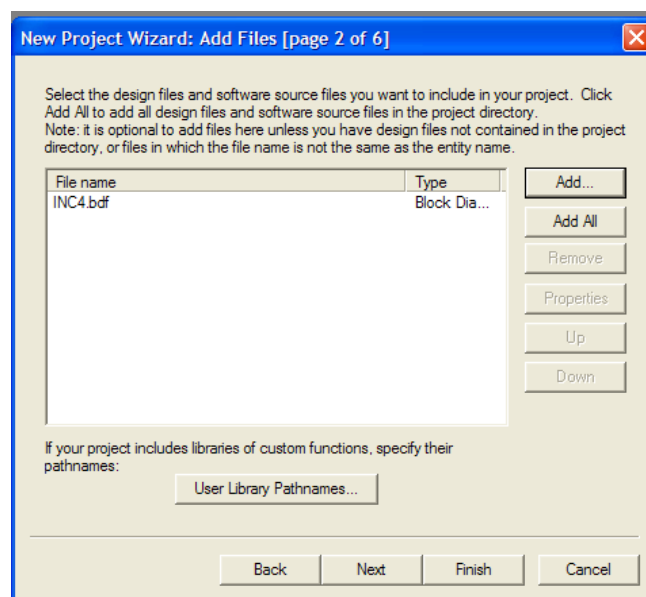 New Project Wizard: Add Files [page 2 of 6]
Select the design files and software source files you want to include in your project. Click
Add All to add all design files and software source files in the project directory.
Note: it is optional to add files here unless you have design files not contained in the project
directory, or files in which the file name is not the same as the entity name.
File name Type Add...
INC4.bdf Block Dia...
Add All
Remove
Properties
Up
Down
If your project includes libraries of custom functions, specify their
pathnames:
User Library Pathnames...
Back Next Finish Cancel